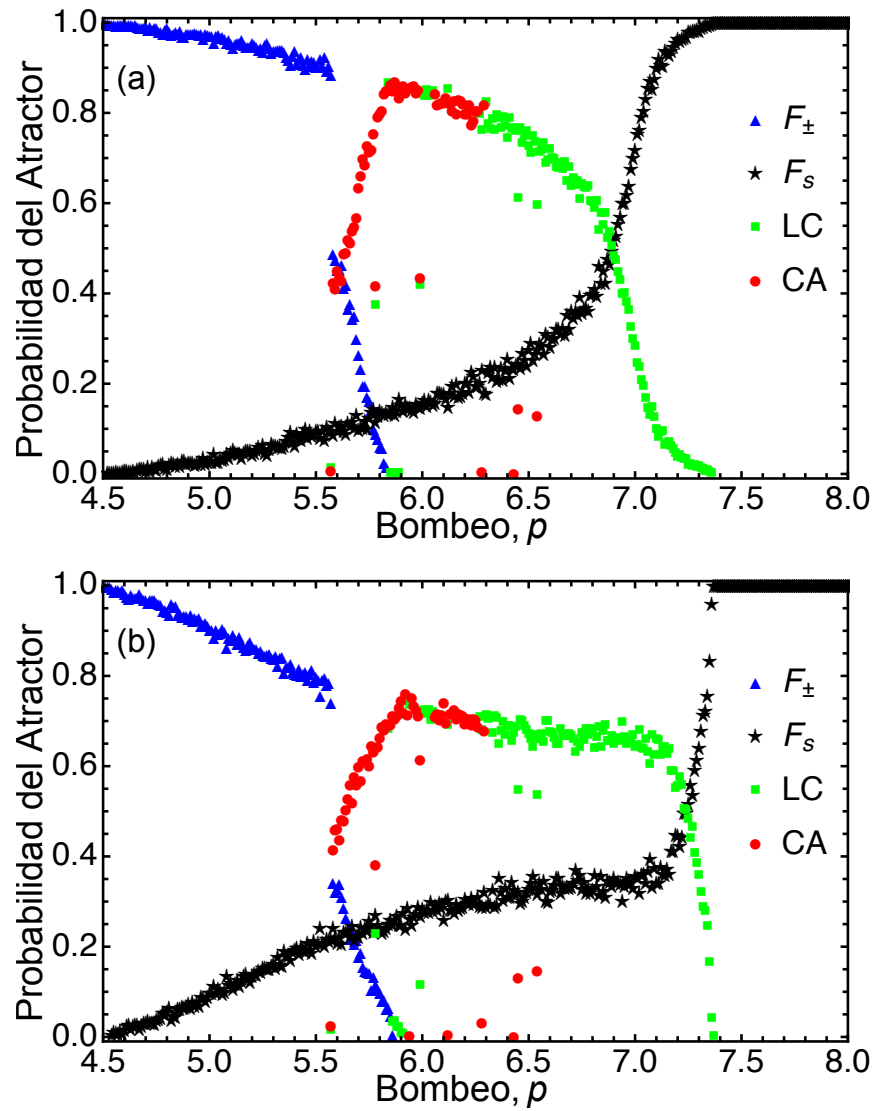 (a)
Probabilidad del Atractor
1.0
0.8
0.6
0.4
0.2
0.0
F±
Fs
LC
CA
4.5 5.0 5.5 6.0 6.5 7.0 7.5 8.0
Bombeo, p
(b)
Probabilidad del Atractor
1.0
0.8
0.6
0.4
0.2
0.0
F±
Fs
LC
CA
4.5 5.0 5.5 6.0 6.5 7.0 7.5 8.0
Bombeo, p